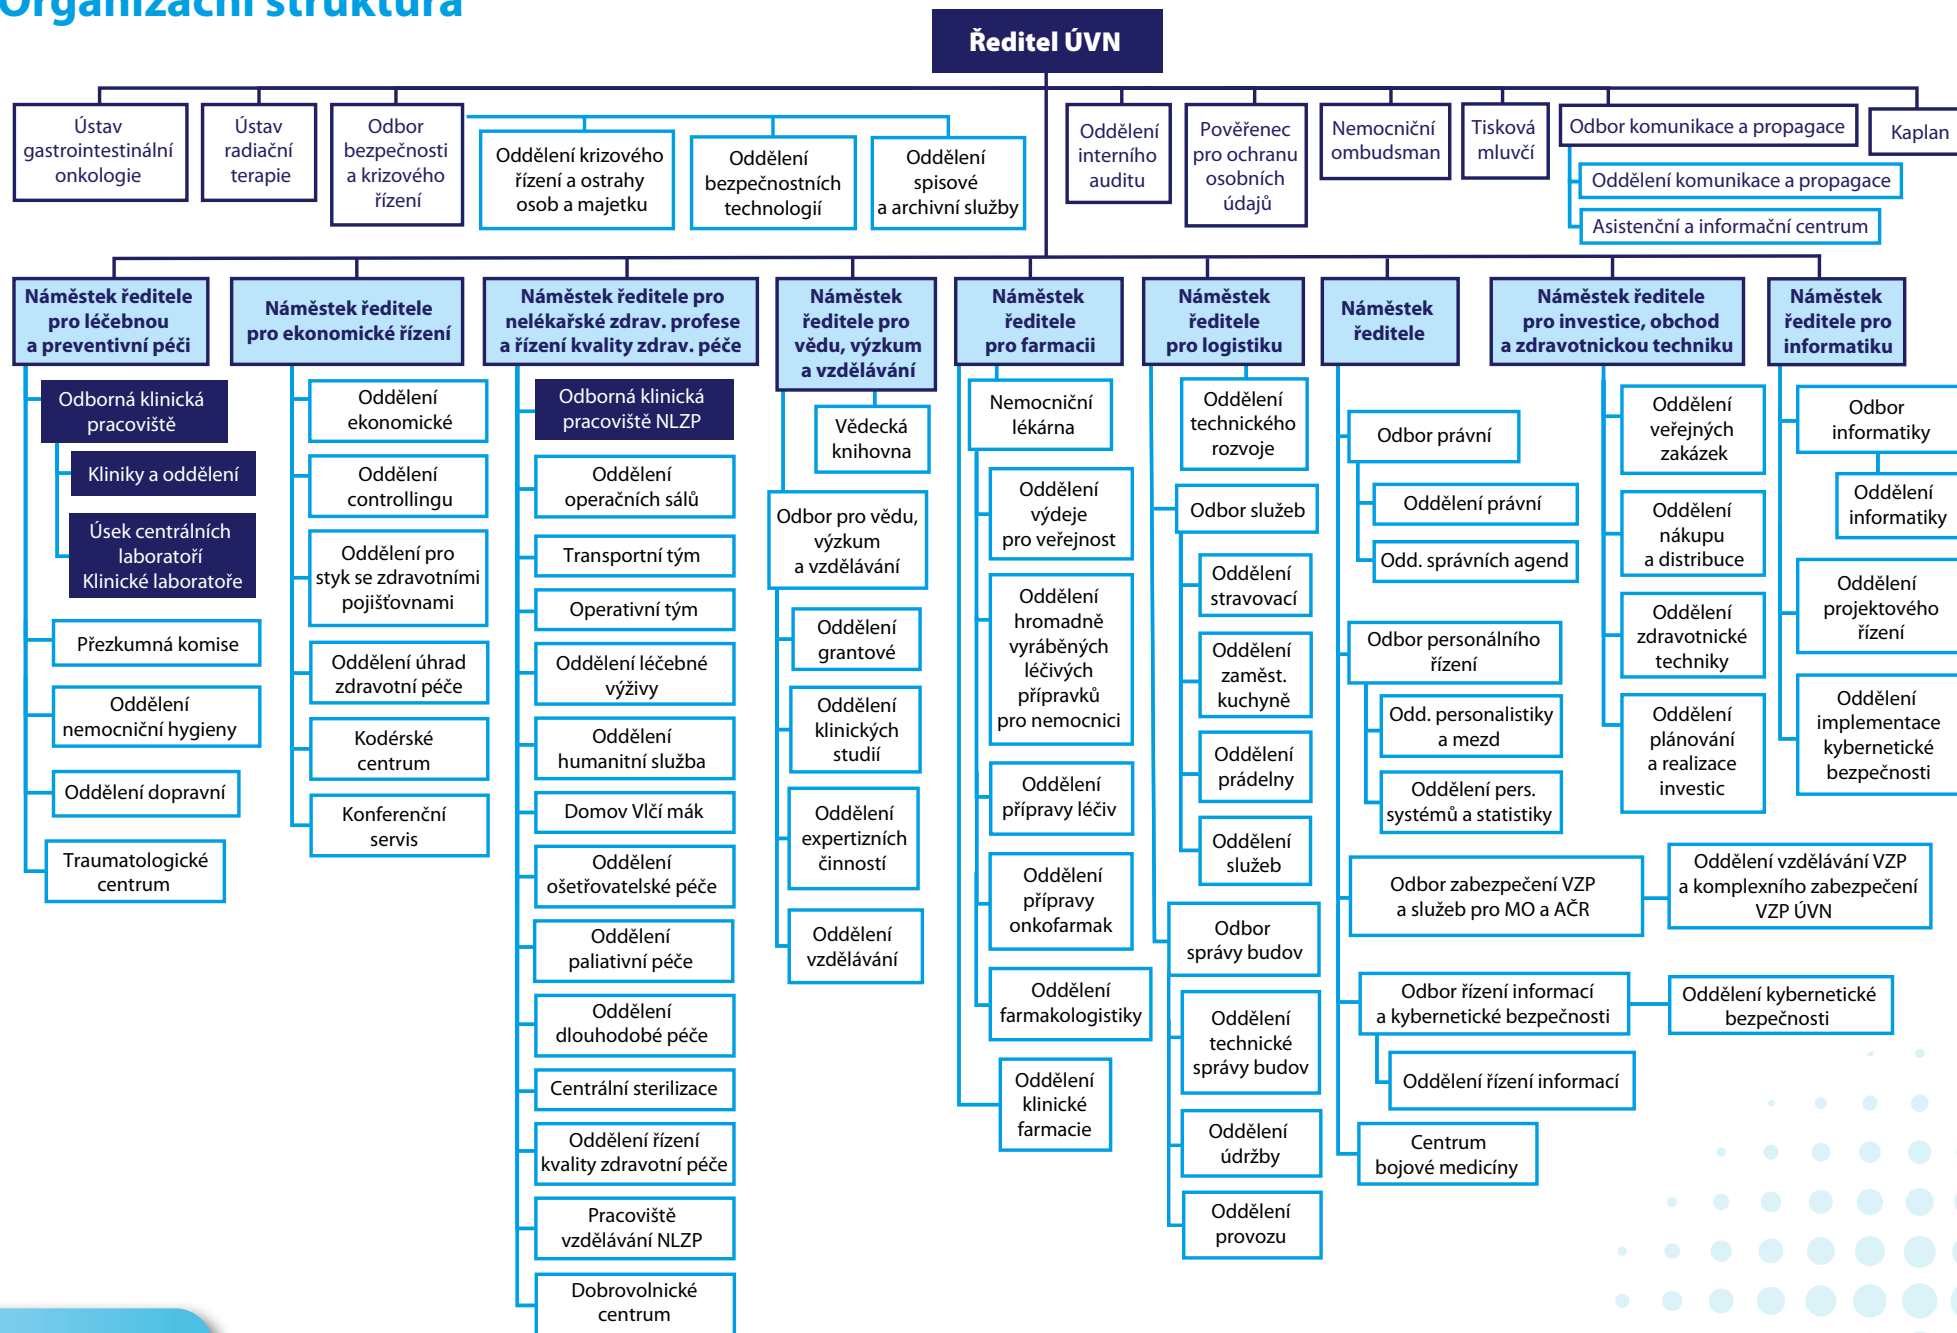 Organizační struktura
Ředitel ÚVN
Ústav
gastrointestinální
onkologie
Ústav
radiační
terapie
Odbor
bezpečnosti
a krizového
řízení
Oddělení krizového
řízení a ostrahy
osob a majetku
Oddělení
bezpečnostních
technologií
Oddělení
spisové
a archivní služby
Oddělení
interního
auditu
Pověřenec
pro ochranu
osobních
údajů
Nemocniční
ombudsman
Tisková
mluvčí
Odbor komunikace a propagace
Oddělení komunikace a propagace
Asistenční a informační centrum
Kaplan
Náměstek ředitele
pro léčebnou
a preventivní péči
Odborná klinická
pracoviště
Kliniky a oddělení
Úsek centrálních
laboratoří
Klinické laboratoře
Přezkumná komise
Oddělení
nemocniční hygieny
Oddělení dopravní
Traumatologické
centrum
Náměstek ředitele
pro ekonomické řízení
Oddělení
ekonomické
Oddělení
controllingu
Oddělení pro
styk se zdravotními
pojišťovnami
Oddělení úhrad
zdravotní péče
Kodérské
centrum
Konferenční
servis
Náměstek ředitele pro
nelékařské zdrav. profese
a řízení kvality zdrav. péče
Odborná klinická
pracoviště NLZP
Oddělení
operačních sálů
Transportní tým
Operativní tým
Oddělení léčebné
výživy
Oddělení
humanitní služba
Domov Vlčí mák
Oddělení
ošetřovatelské péče
Oddělení
paliativní péče
Oddělení
dlouhodobé péče
Centrální sterilizace
Oddělení řízení
kvality zdravotní péče
Pracoviště
vzdělávání NLZP
Dobrovolnické
centrum
Náměstek
ředitele pro
vědu, výzkum
a vzdělávání
Vědecká
knihovna
Odbor pro vědu,
výzkum
a vzdělávání
Oddělení
grantové
Oddělení
klinických
studií
Oddělení
expertizních
činností
Oddělení
vzdělávání
Náměstek
ředitele
pro farmacii
Nemocniční
lékárna
Oddělení
výdeje
pro veřejnost
Oddělení
hromadně
vyráběných
léčivých
přípravků
pro nemocnici
Oddělení
přípravy léčiv
Oddělení
přípravy
onkofarmak
Oddělení
farmakologistiky
Oddělení
klinické
farmacie
Náměstek
ředitele
pro logistiku
Oddělení
technického
rozvoje
Odbor služeb
Oddělení
stravovací
Oddělení
zaměst.
kuchyně
Oddělení
prádelny
Oddělení
služeb
Odbor
správy budov
Oddělení
technické
správy budov
Oddělení
údržby
Oddělení
provozu
Náměstek
ředitele
Odbor právní
Oddělení právní
Odd. správních agend
Odbor personálního
řízení
Odd. personalistiky
a mezd
Oddělení pers.
systémů a statistiky
Odbor zabezpečení VZP
a služeb pro MO a AČR
Oddělení vzdělávání VZP
a komplexního zabezpečení
VZP ÚVN
Odbor řízení informací
a kybernetické bezpečnosti
Oddělení kybernetické
bezpečnosti
Oddělení řízení informací
Centrum
bojové medicíny
Náměstek ředitele
pro investice, obchod
a zdravotnickou techniku
Oddělení
veřejných
zakázek
Oddělení
nákupu
a distribuce
Oddělení
zdravotnické
techniky
Oddělení
plánování
a realizace
investic
Náměstek
ředitele pro
informatiku
Odbor
informatiky
Oddělení
informatiky
Oddělení
projektového
řízení
Oddělení
implementace
kybernetické
bezpečnosti